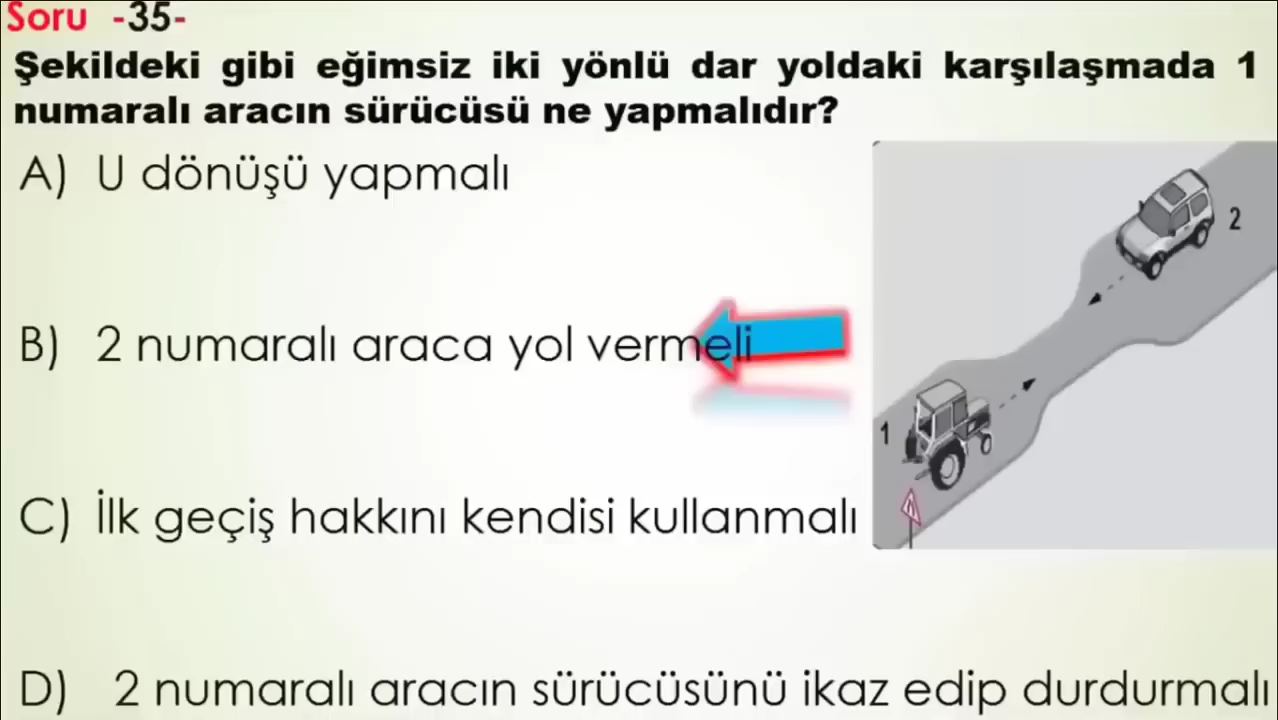 Soru -35-
Şekildeki gibi eğimsiz iki yönlü dar yoldaki karşılaşmada 1
numaralı aracın sürücüsü ne yapmalıdır?
A) U dönüşü yapmalı
B) 2 numaralı araca yol vermeli
C) İlk geçiş hakkını kendisi kullanmalı
D) 2 numaralı aracın sürücüsünü ikaz edip durdurmalı
2
1